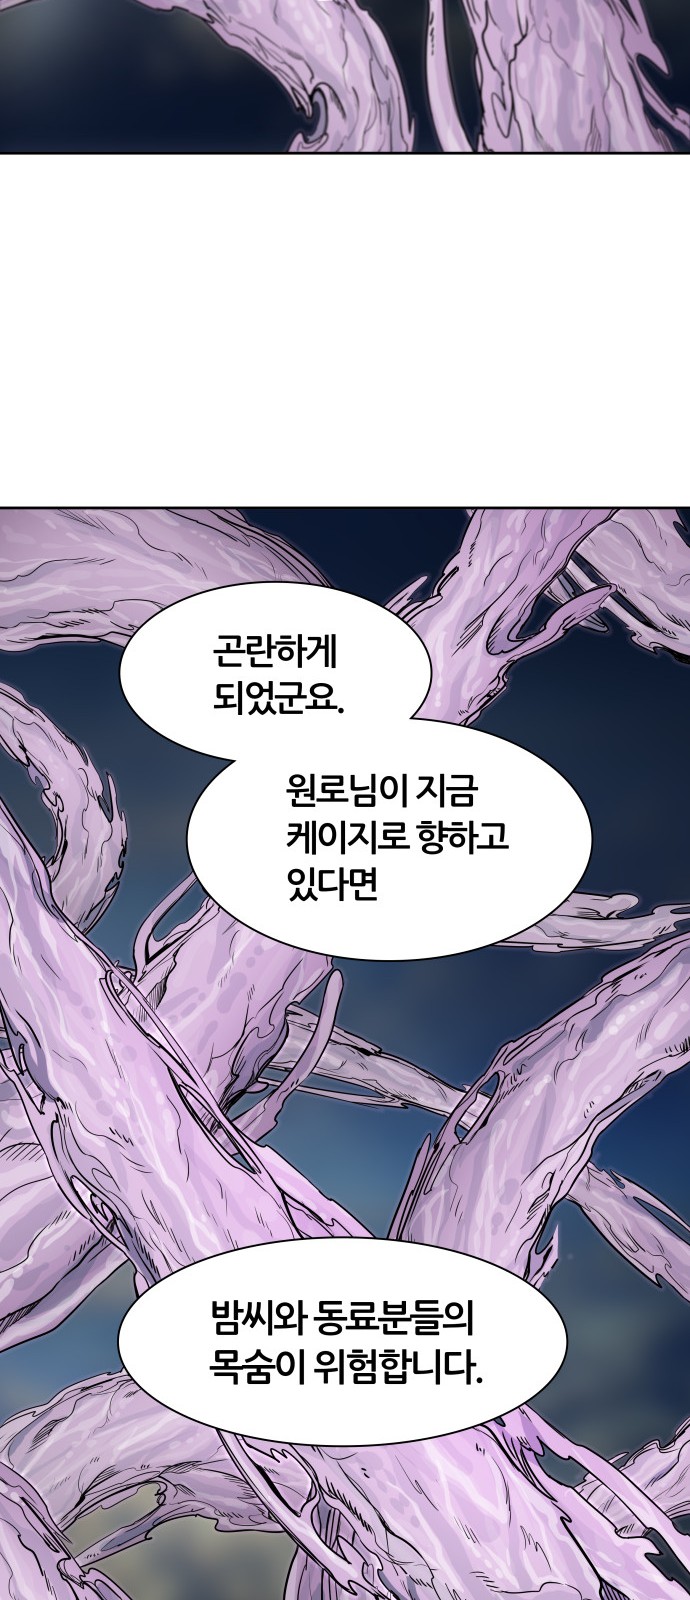 곤란하게
되었군요.
원로님이 지금
케이지로 향하고
있다면
밤씨와 동료분들의
목숨이 위험합니다.